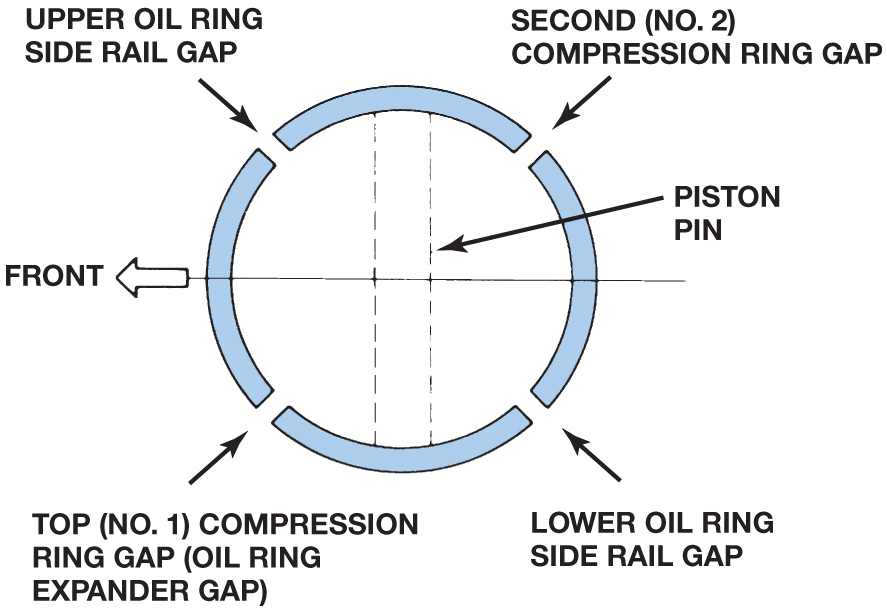 UPPER OIL RING
SIDE RAIL GAP
SECOND (NO. 2)
COMPRESSION RING GAP
PISTON
PIN
FRONT
TOP (NO. 1) COMPRESSION
RING GAP (OIL RING
EXPANDER GAP)
LOWER OIL RING
SIDE RAIL GAP